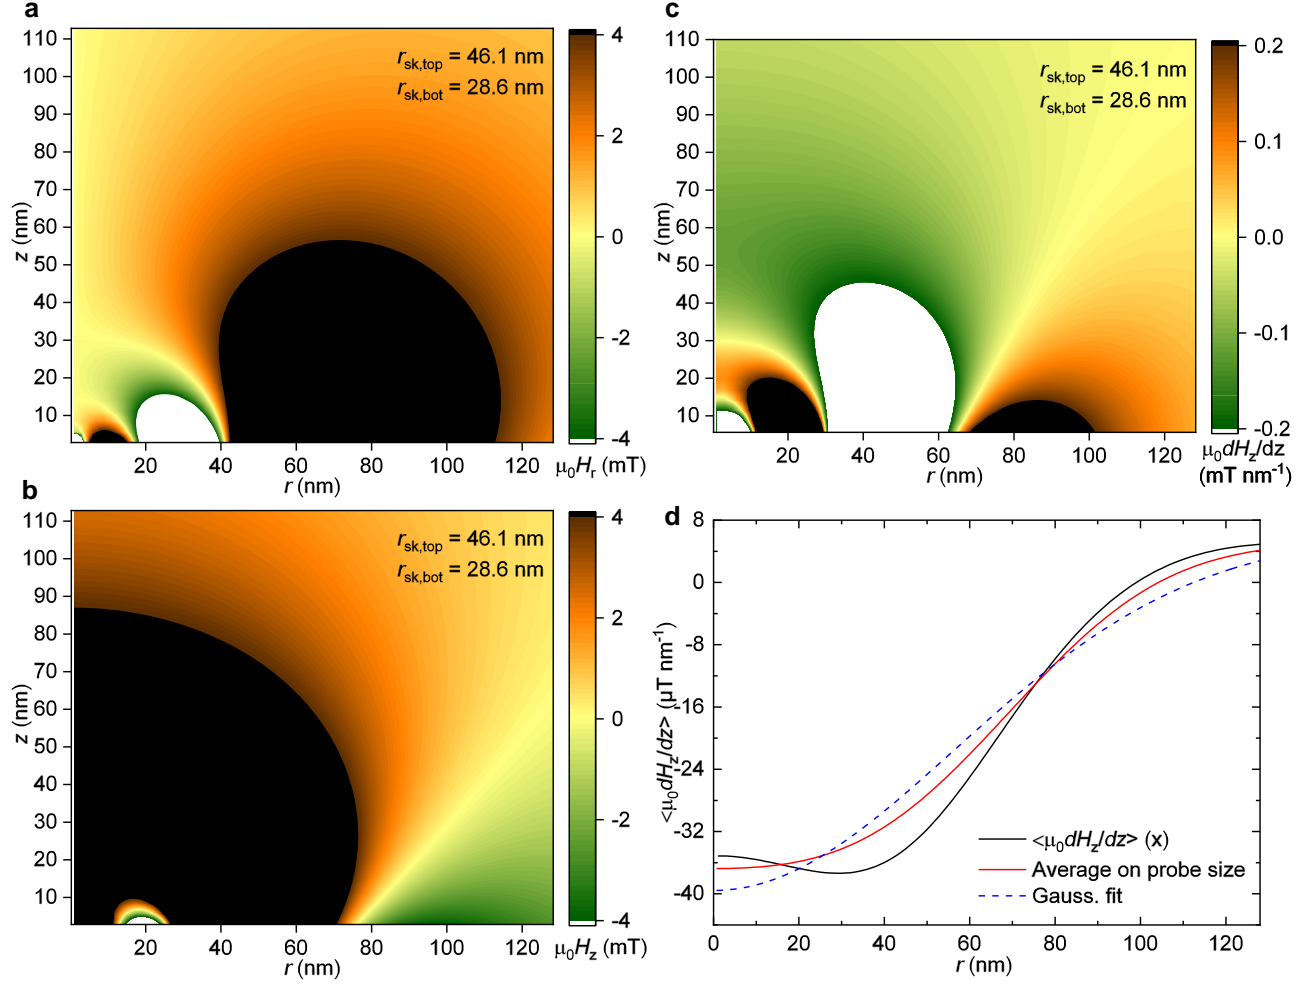 a
110
100
90
80
70
60
50
40
30
20
10
z (nm)
r_sk,top = 46.1 nm
r_sk,bot = 28.6 nm
20 40 60 80 100 120
r (nm)
4
2
0
-2
-4
μ₀H_r (mT)
c
110
100
90
80
70
60
50
40
30
20
10
z (nm)
r_sk,top = 46.1 nm
r_sk,bot = 28.6 nm
20 40 60 80 100 120
r (nm)
0.2
0.1
0.0
-0.1
-0.2
μ₀dH_z/dz
(mT nm⁻¹)
b
110
100
90
80
70
60
50
40
30
20
10
z (nm)
r_sk,top = 46.1 nm
r_sk,bot = 28.6 nm
20 40 60 80 100 120
r (nm)
4
2
0
-2
-4
μ₀H_z (mT)
d
8
0
-8
-16
-24
-32
-40
<μ₀dH_z/dz> (μT nm⁻¹)
<μ₀dH_z/dz> (x)
Average on probe size
Gauss. fit
0 20 40 60 80 100 120
r (nm)